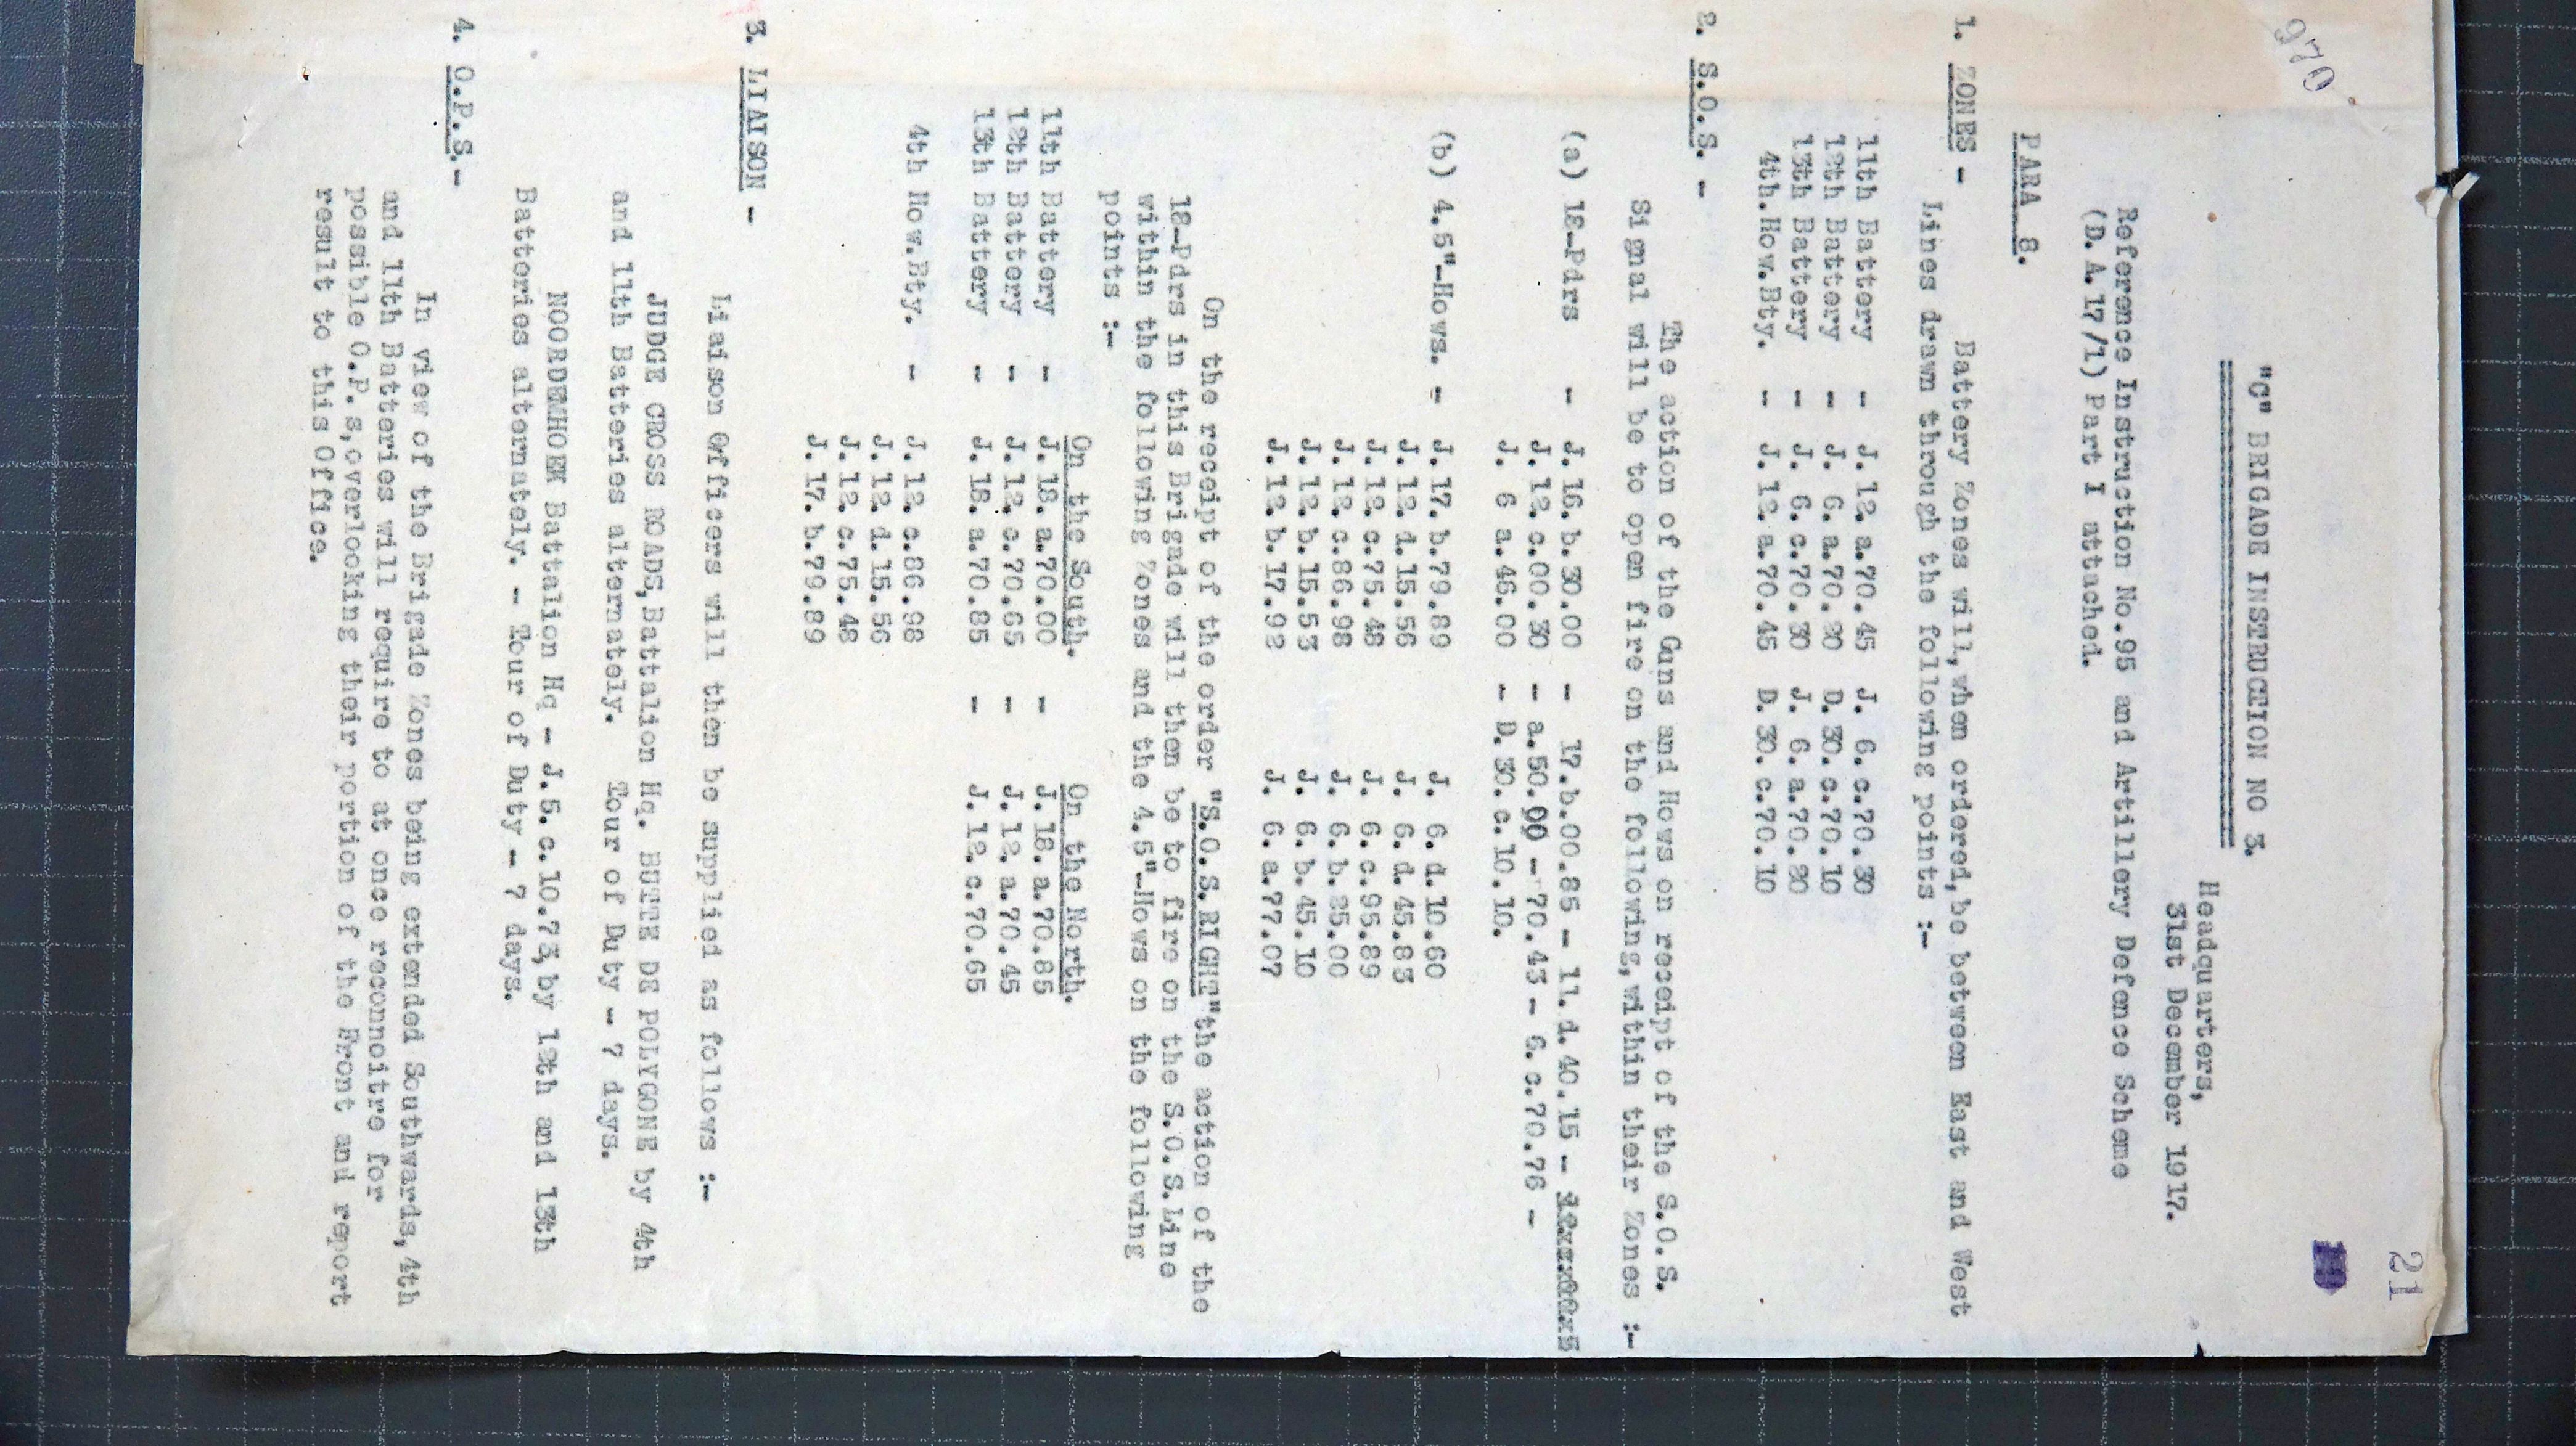 970
21
"C" BRIGADE INSTRUCTION NO 3.
Headquarters,
31st December 1917.
Reference Instruction No.95 and Artillery Defence Scheme
(D.A.17/1) Part I attached.
PARA 8.
1. ZONES - Battery Zones will,when ordered,be between East and West
Lines drawn through the following points :-
11th Battery - J.12.a.70.45 J. 6.c.70.30
12th Battery - J. 6.a.70.20 D.30.c.70.10
13th Battery - J. 6.c.70.30 J. 6.a.70.20
4th.How.Bty. - J.12.a.70.45 D.30.c.70.10
2. S.O.S. -
The action of the Guns and Hows on receipt of the S.O.S.
Signal will be to open fire on the following,within their Zones :-
(a) 18-Pdrs - J.16.b.30.00 - 17.b.00.85 - 11.d.40.15 -
J.12.c.00.30 - a.50.00 - 70.43 - 6.c.70.76 -
J. 6 a.46.00 - D.30.c.10.10.
(b) 4.5"-Hows. - J.17.b.79.89 J. 6.d.10.60
J.12.d.15.56 J. 6.d.45.83
J.12.c.75.48 J. 6.c.95.89
J.12.c.86.98 J. 6.b.25.00
J.12.b.15.53 J. 6.b.45.10
J.12.b.17.92 J. 6.a.77.07
On the receipt of the order "S.O.S.RIGHT"the action of the
18-Pdrs in this Brigade will then be to fire on the S.O.S.Line
within the following Zones and the 4.5"-Hows on the following
points :-
On the South. On the North.
11th Battery - J.18.a.70.00 - J.18.a.70.85
12th Battery - J.12.c.70.65 - J.12.a.70.45
13th Battery - J.18.a.70.85 - J.12.c.70.65
4th How.Bty. - J.12.c.86.98
J.12.d.15.56
J.12.c.75.48
J.17.b.79.89
3. LIAISON -
Liaison Officers will then be supplied as follows :-
JUDGE CROSS ROADS,Battalion Hq. BUTTE DE POLYGONE by 4th
and 11th Batteries alternately. Tour of Duty - 7 days.
NOORDEMHOEK Battalion Hq - J.5.c.10.73,by 12th and 13th
Batteries alternately. - Tour of Duty - 7 days.
4. O.P.S.-
In view of the Brigade Zones being extended Southwards,4th
and 11th Batteries will require to at once reconnoitre for
possible O.P.s,overlooking their portion of the Front and report
result to this Office.